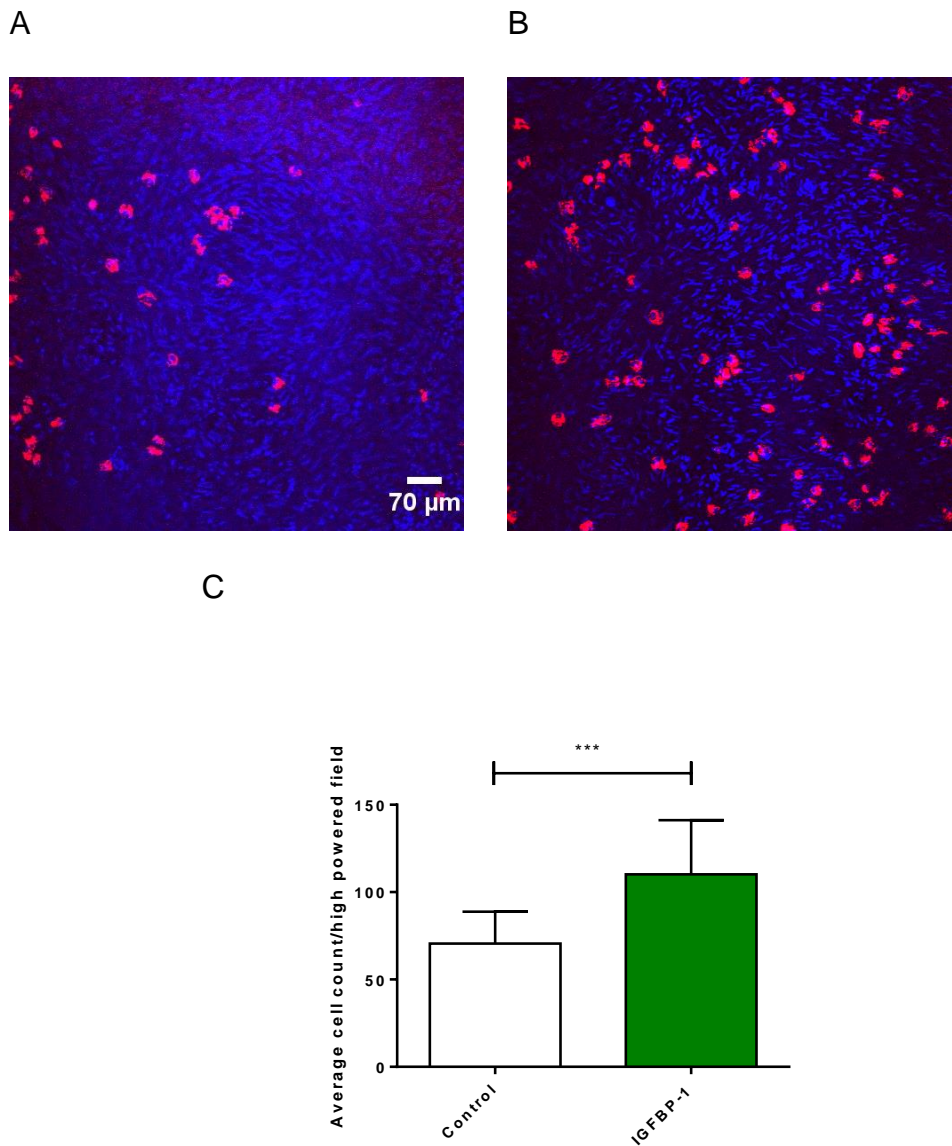 A
B
70 µm
C
***
Average cell count/high powered field
150
100
50
0
Control
IGFBP-1